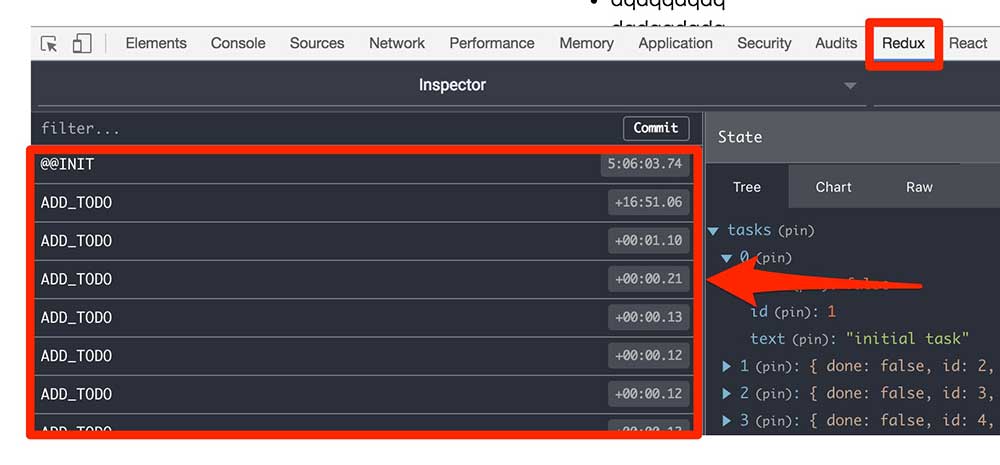 dqdqqdqdq
Elements Console Sources Network Performance Memory Application Security Audits Redux React
Inspector
filter... Commit
State
@@INIT 5:06:03.74
Tree Chart Raw
ADD_TODO +16:51.06
tasks (pin)
ADD_TODO +00:01.10
0 (pin)
ADD_TODO +00:00.21
false
id (pin): 1
ADD_TODO +00:00.13
text (pin): "initial task"
ADD_TODO +00:00.12
1 (pin): { done: false, id: 2,
ADD_TODO +00:00.12
2 (pin): { done: false, id: 3,
3 (pin): { done: false, id: 4,
ADD_TODO